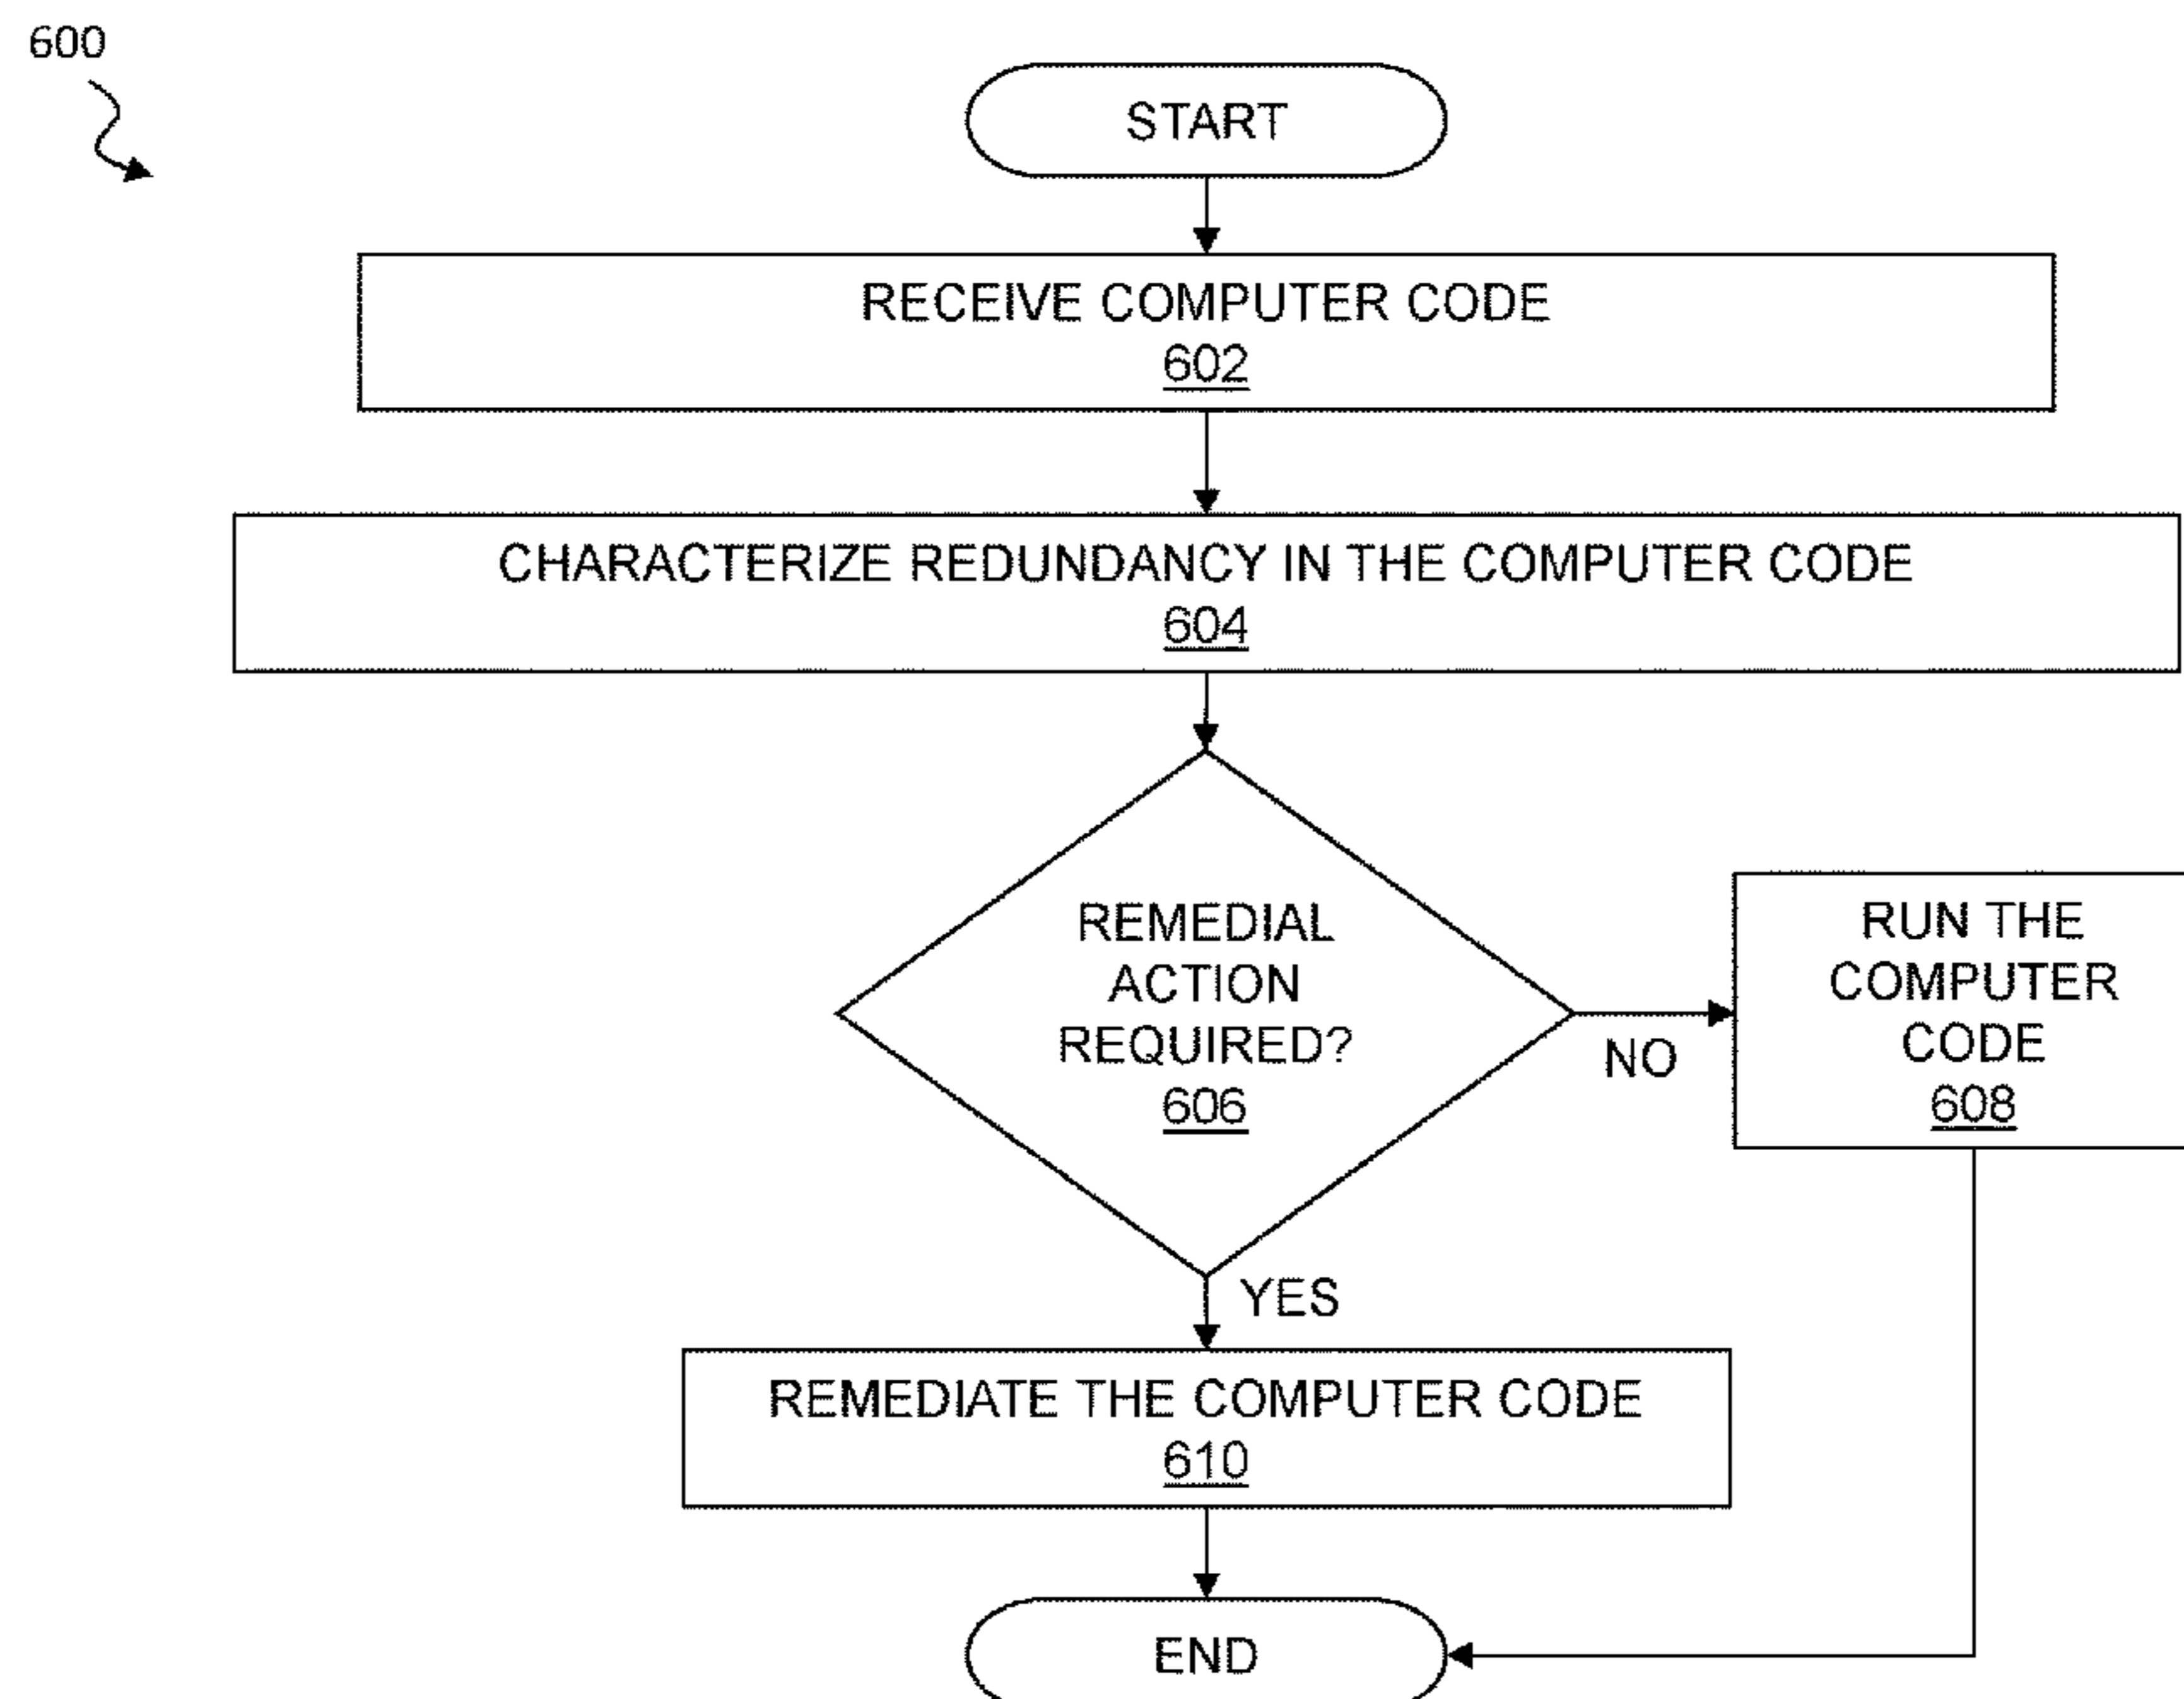 600
START
RECEIVE COMPUTER CODE
602
CHARACTERIZE REDUNDANCY IN THE COMPUTER CODE
604
REMEDIAL
ACTION
REQUIRED?
606
NO
RUN THE
COMPUTER
CODE
608
YES
REMEDIATE THE COMPUTER CODE
610
END